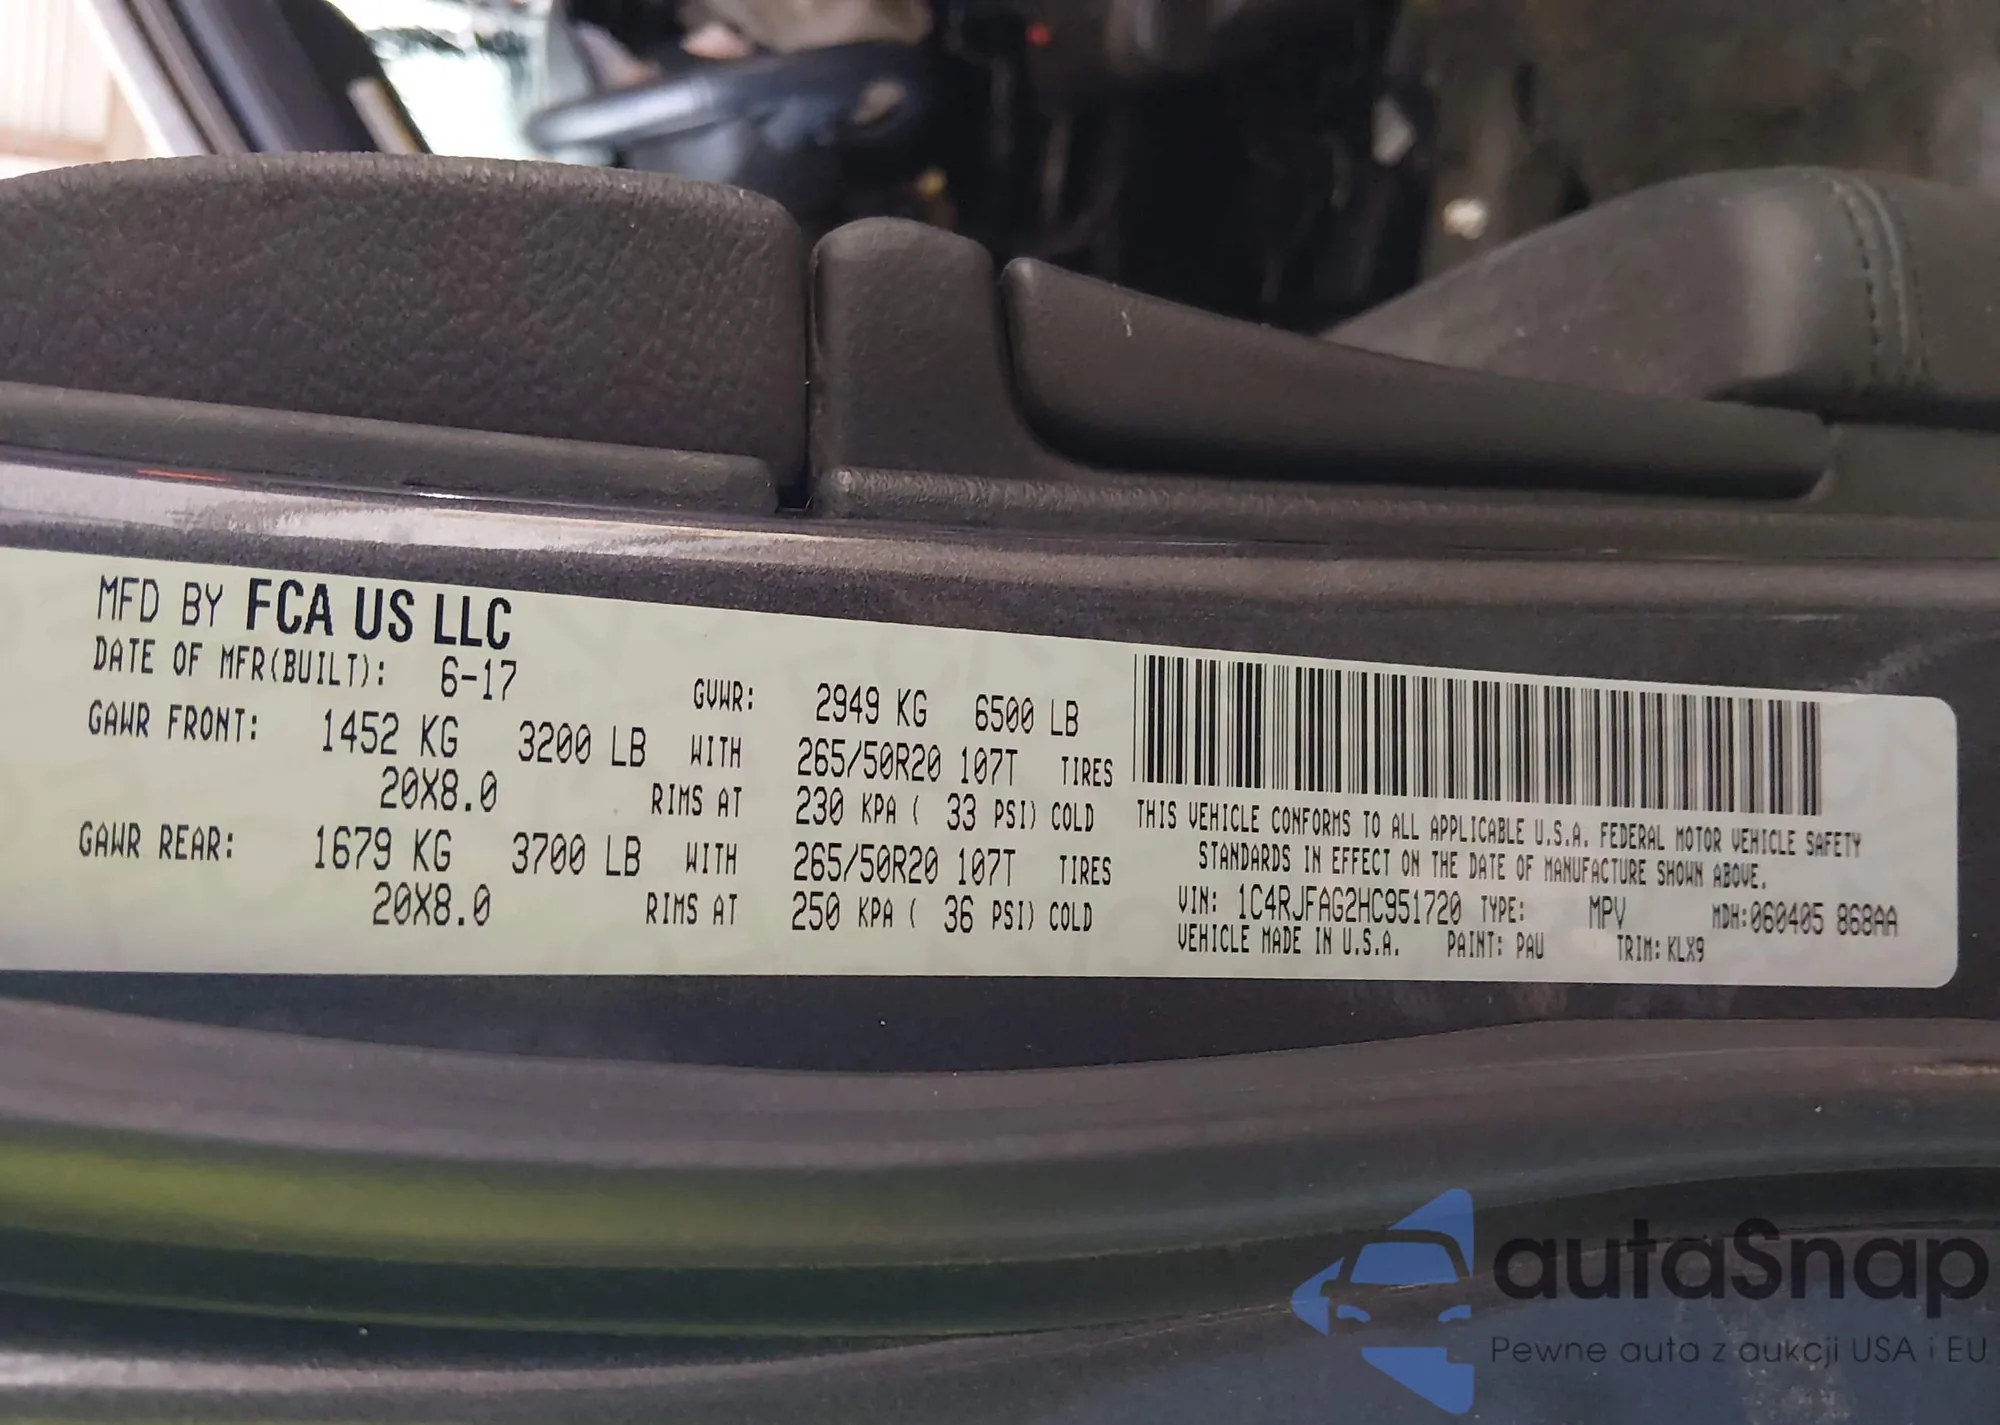 MFD BY FCA US LLC
DATE OF MFR(BUILT): 6-17 GVWR: 2949 KG 6500 LB
GAWR FRONT: 1452 KG 3200 LB WITH 265/50R20 107T TIRES
20X8.0 RIMS AT 230 KPA ( 33 PSI) COLD
GAWR REAR: 1679 KG 3700 LB WITH 265/50R20 107T TIRES
20X8.0 RIMS AT 250 KPA ( 36 PSI) COLD
THIS VEHICLE CONFORMS TO ALL APPLICABLE U.S.A. FEDERAL MOTOR VEHICLE SAFETY
STANDARDS IN EFFECT ON THE DATE OF MANUFACTURE SHOWN ABOVE.
VIN: 1C4RJFAG2HC951720 TYPE: MPV MDH:060405 868AA
VEHICLE MADE IN U.S.A. PAINT: PAU TRIM: KLX9
autaSnap
Pewne auta z aukcji USA i EU